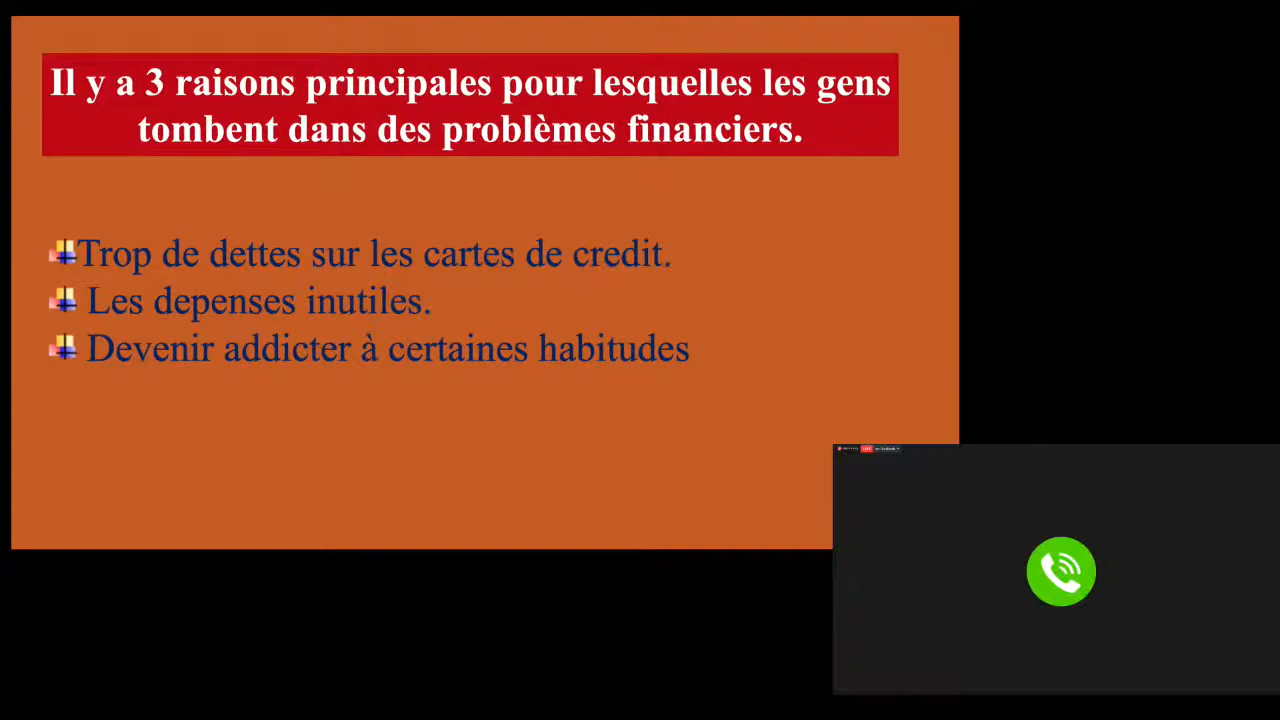 Il y a 3 raisons principales pour lesquelles les gens
tombent dans des problèmes financiers.
Trop de dettes sur les cartes de credit.
Les depenses inutiles.
Devenir addicter à certaines habitudes